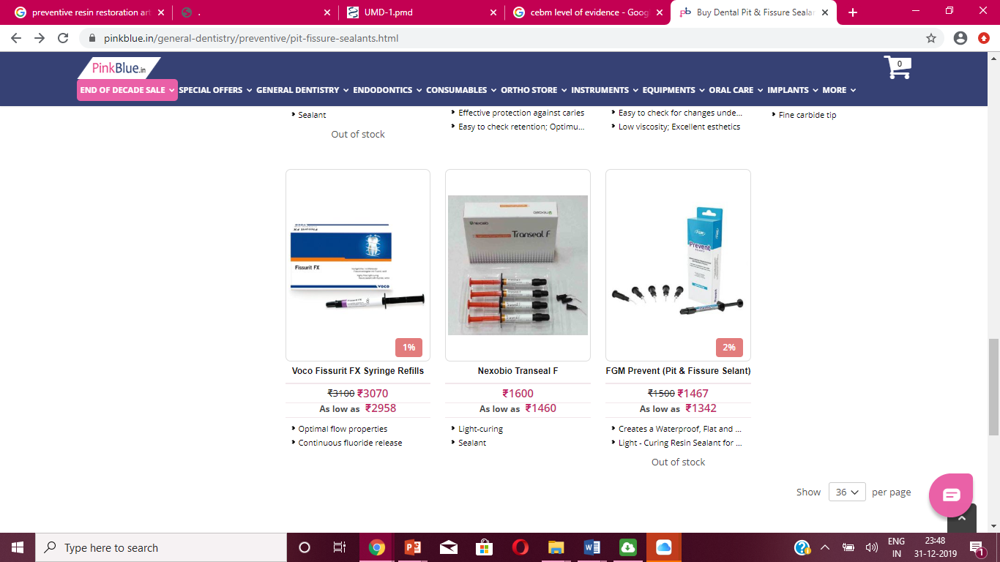 preventive resin restoration art
.
UMD-1.pmd
cebm level of evidence - Goog
Buy Dental Pit & Fissure Sealan
pinkblue.in/general-dentistry/preventive/pit-fissure-sealants.html
PinkBlue.in
0
END OF DECADE SALE SPECIAL OFFERS GENERAL DENTISTRY ENDODONTICS CONSUMABLES ORTHO STORE INSTRUMENTS EQUIPMENTS ORAL CARE IMPLANTS MORE
Sealant
Out of stock
Effective protection against caries
Easy to check retention; Optimu...
Easy to check for changes unde...
Low viscosity; Excellent esthetics
Fine carbide tip
Fissurit FX
VOCO
1%
Voco Fissurit FX Syringe Refills
₹3100 ₹3070
As low as ₹2958
Optimal flow properties
Continuous fluoride release
nexobio
Transeal F
Nexobio Transeal F
₹1600
As low as ₹1460
Light-curing
Sealant
FGM
Prevent
2%
FGM Prevent (Pit & Fissure Selant)
₹1500 ₹1467
As low as ₹1342
Creates a Waterproof, Flat and ...
Light - Curing Resin Sealant for ...
Out of stock
Show 36 per page
Type here to search
ENG
IN
23:48
31-12-2019
1